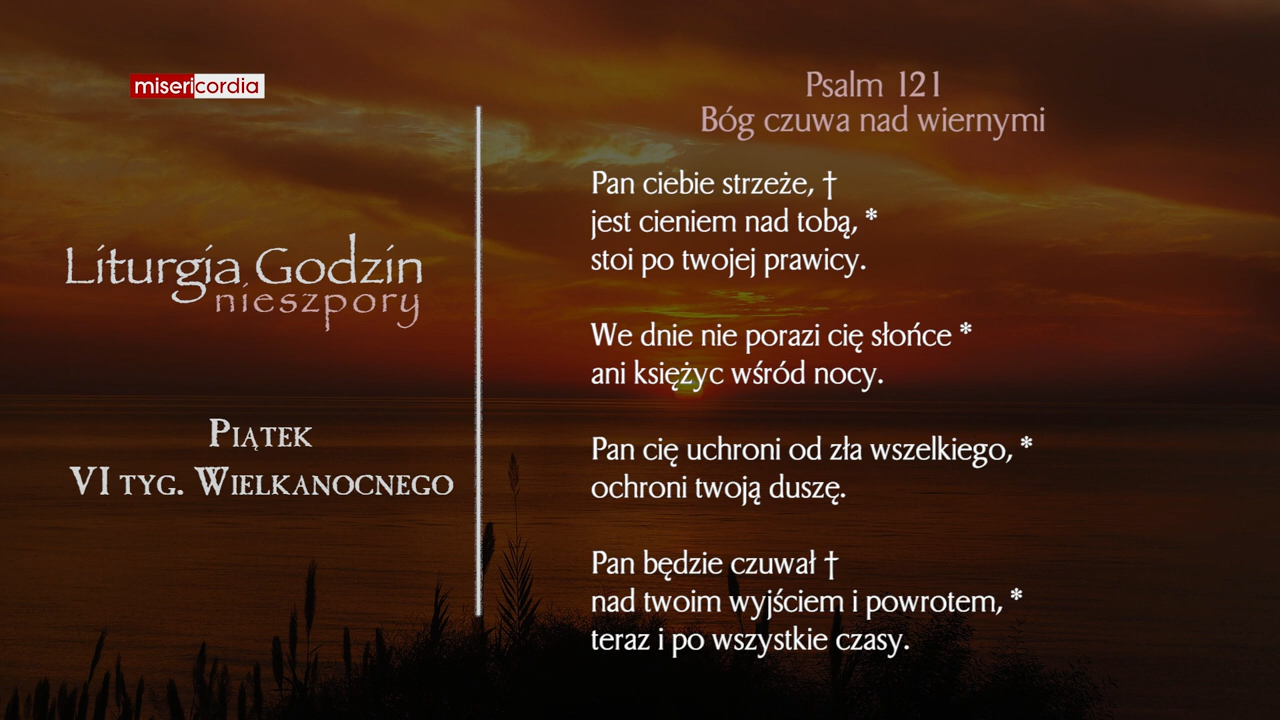 misericordia
Liturgia Godzin
nieszpory
Piątek
VI tyg. Wielkanocnego
Psalm 121
Bóg czuwa nad wiernymi
Pan ciebie strzeże, †
jest cieniem nad tobą, *
stoi po twojej prawicy.
We dnie nie porazi cię słońce *
ani księżyc wśród nocy.
Pan cię uchroni od zła wszelkiego, *
ochroni twoją duszę.
Pan będzie czuwał †
nad twoim wyjściem i powrotem, *
teraz i po wszystkie czasy.